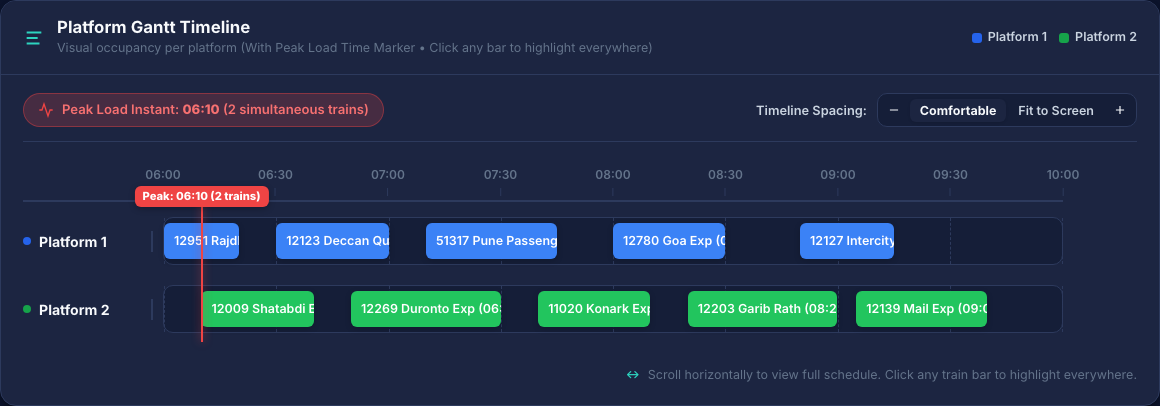 Platform Gantt Timeline
Visual occupancy per platform (With Peak Load Time Marker • Click any bar to highlight everywhere)
Platform 1
Platform 2
Peak Load Instant: 06:10 (2 simultaneous trains)
Timeline Spacing:
−
Comfortable
Fit to Screen
+
06:00
06:30
07:00
07:30
08:00
08:30
09:00
09:30
10:00
Peak: 06:10 (2 trains)
Platform 1
12951 Rajd
12123 Deccan Qu
51317 Pune Passeng
12780 Goa Exp (0
12127 Intercity
Platform 2
12009 Shatabdi E
12269 Duronto Exp (06:
11020 Konark Exp
12203 Garib Rath (08:2
12139 Mail Exp (09:0
Scroll horizontally to view full schedule. Click any train bar to highlight everywhere.